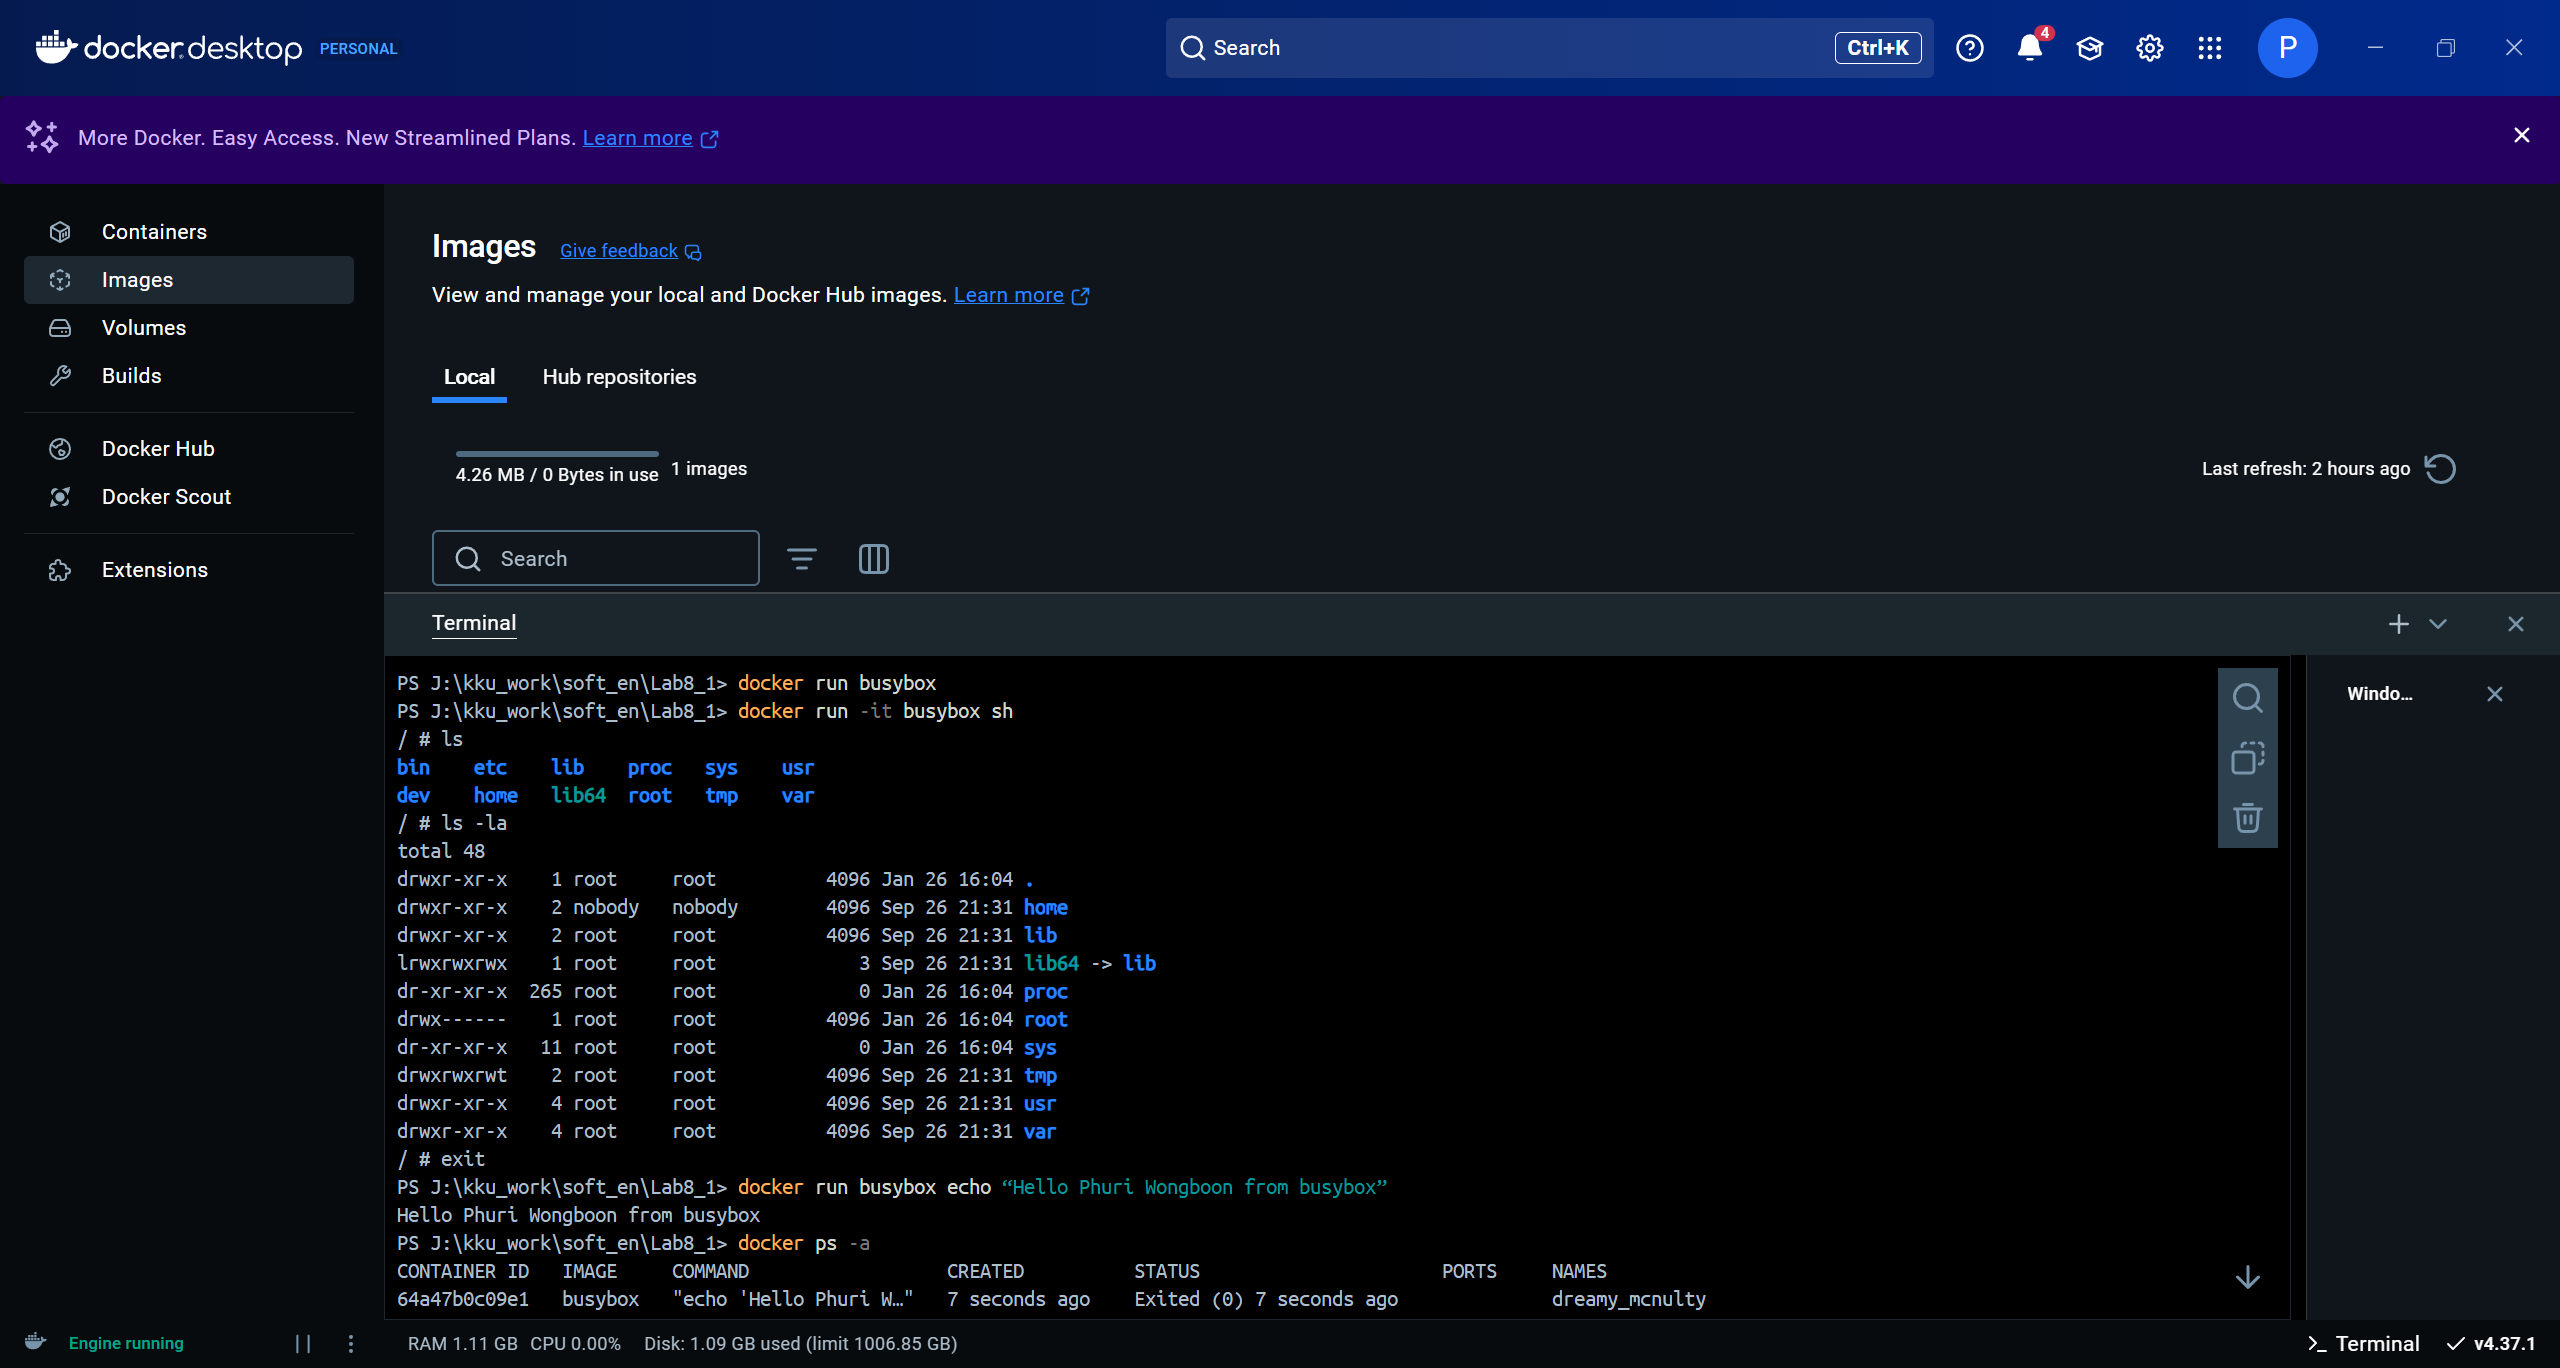 docker desktop PERSONAL
Search
Ctrl+K
4
P
More Docker. Easy Access. New Streamlined Plans. Learn more
Containers
Images
Volumes
Builds
Docker Hub
Docker Scout
Extensions
Images Give feedback
View and manage your local and Docker Hub images. Learn more
Local Hub repositories
4.26 MB / 0 Bytes in use 1 images
Last refresh: 2 hours ago
Search
Terminal
Windo...
PS J:\kku_work\soft_en\Lab8_1> docker run busybox
PS J:\kku_work\soft_en\Lab8_1> docker run -it busybox sh
/ # ls
bin    etc    lib    proc   sys    usr
dev    home   lib64  root   tmp    var
/ # ls -la
total 48
drwxr-xr-x    1 root     root          4096 Jan 26 16:04 .
drwxr-xr-x    2 nobody   nobody        4096 Sep 26 21:31 home
drwxr-xr-x    2 root     root          4096 Sep 26 21:31 lib
lrwxrwxrwx    1 root     root             3 Sep 26 21:31 lib64 -> lib
dr-xr-xr-x  265 root     root             0 Jan 26 16:04 proc
drwx------    1 root     root          4096 Jan 26 16:04 root
dr-xr-xr-x   11 root     root             0 Jan 26 16:04 sys
drwxrwxrwt    2 root     root          4096 Sep 26 21:31 tmp
drwxr-xr-x    4 root     root          4096 Sep 26 21:31 usr
drwxr-xr-x    4 root     root          4096 Sep 26 21:31 var
/ # exit
PS J:\kku_work\soft_en\Lab8_1> docker run busybox echo “Hello Phuri Wongboon from busybox”
Hello Phuri Wongboon from busybox
PS J:\kku_work\soft_en\Lab8_1> docker ps -a
CONTAINER ID   IMAGE     COMMAND                  CREATED         STATUS                     PORTS     NAMES
64a47b0c09e1   busybox   "echo 'Hello Phuri W…"   7 seconds ago   Exited (0) 7 seconds ago             dreamy_mcnulty
Engine running
RAM 1.11 GB CPU 0.00% Disk: 1.09 GB used (limit 1006.85 GB)
Terminal
v4.37.1